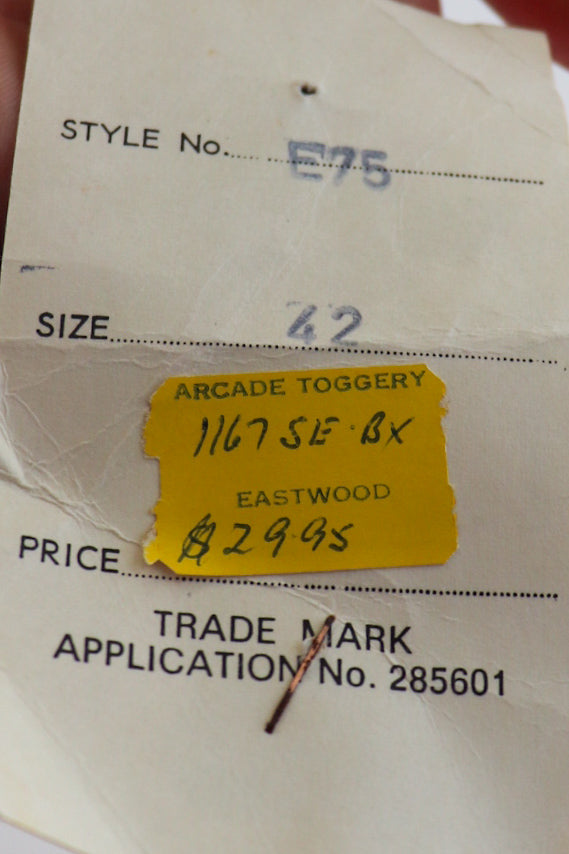 STYLE No. E75
SIZE 42
ARCADE TOGGERY
1167 SE·BX
EASTWOOD
$29.95
PRICE
TRADE MARK
APPLICATION No. 285601